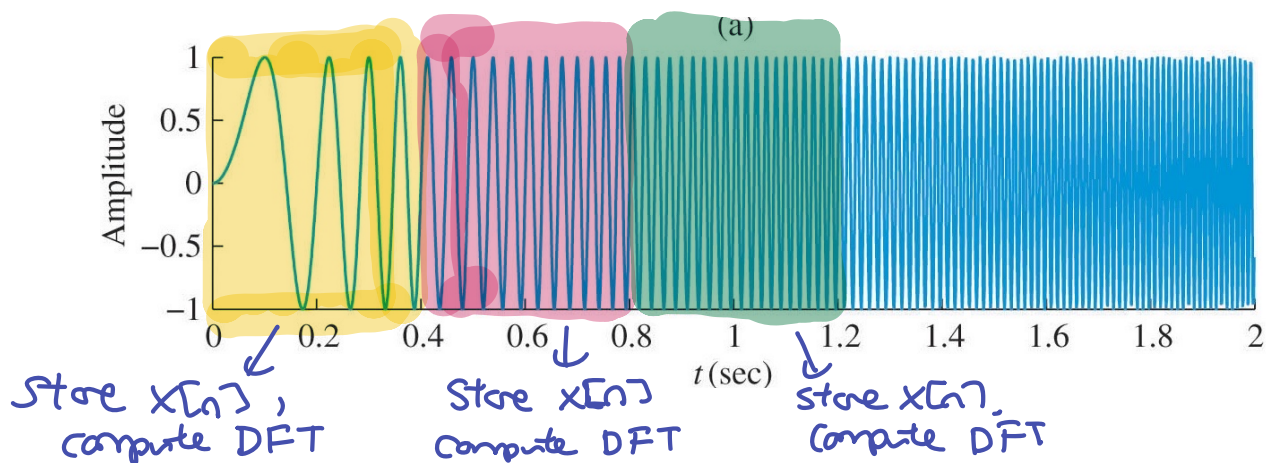 (a)
Amplitude
1
0.5
0
−0.5
−1
0 0.2 0.4 0.6 0.8 1 1.2 1.4 1.6 1.8 2
t (sec)
Store x[n],
compute DFT
Store x[n]
compute DFT
store x[n].
compute DFT